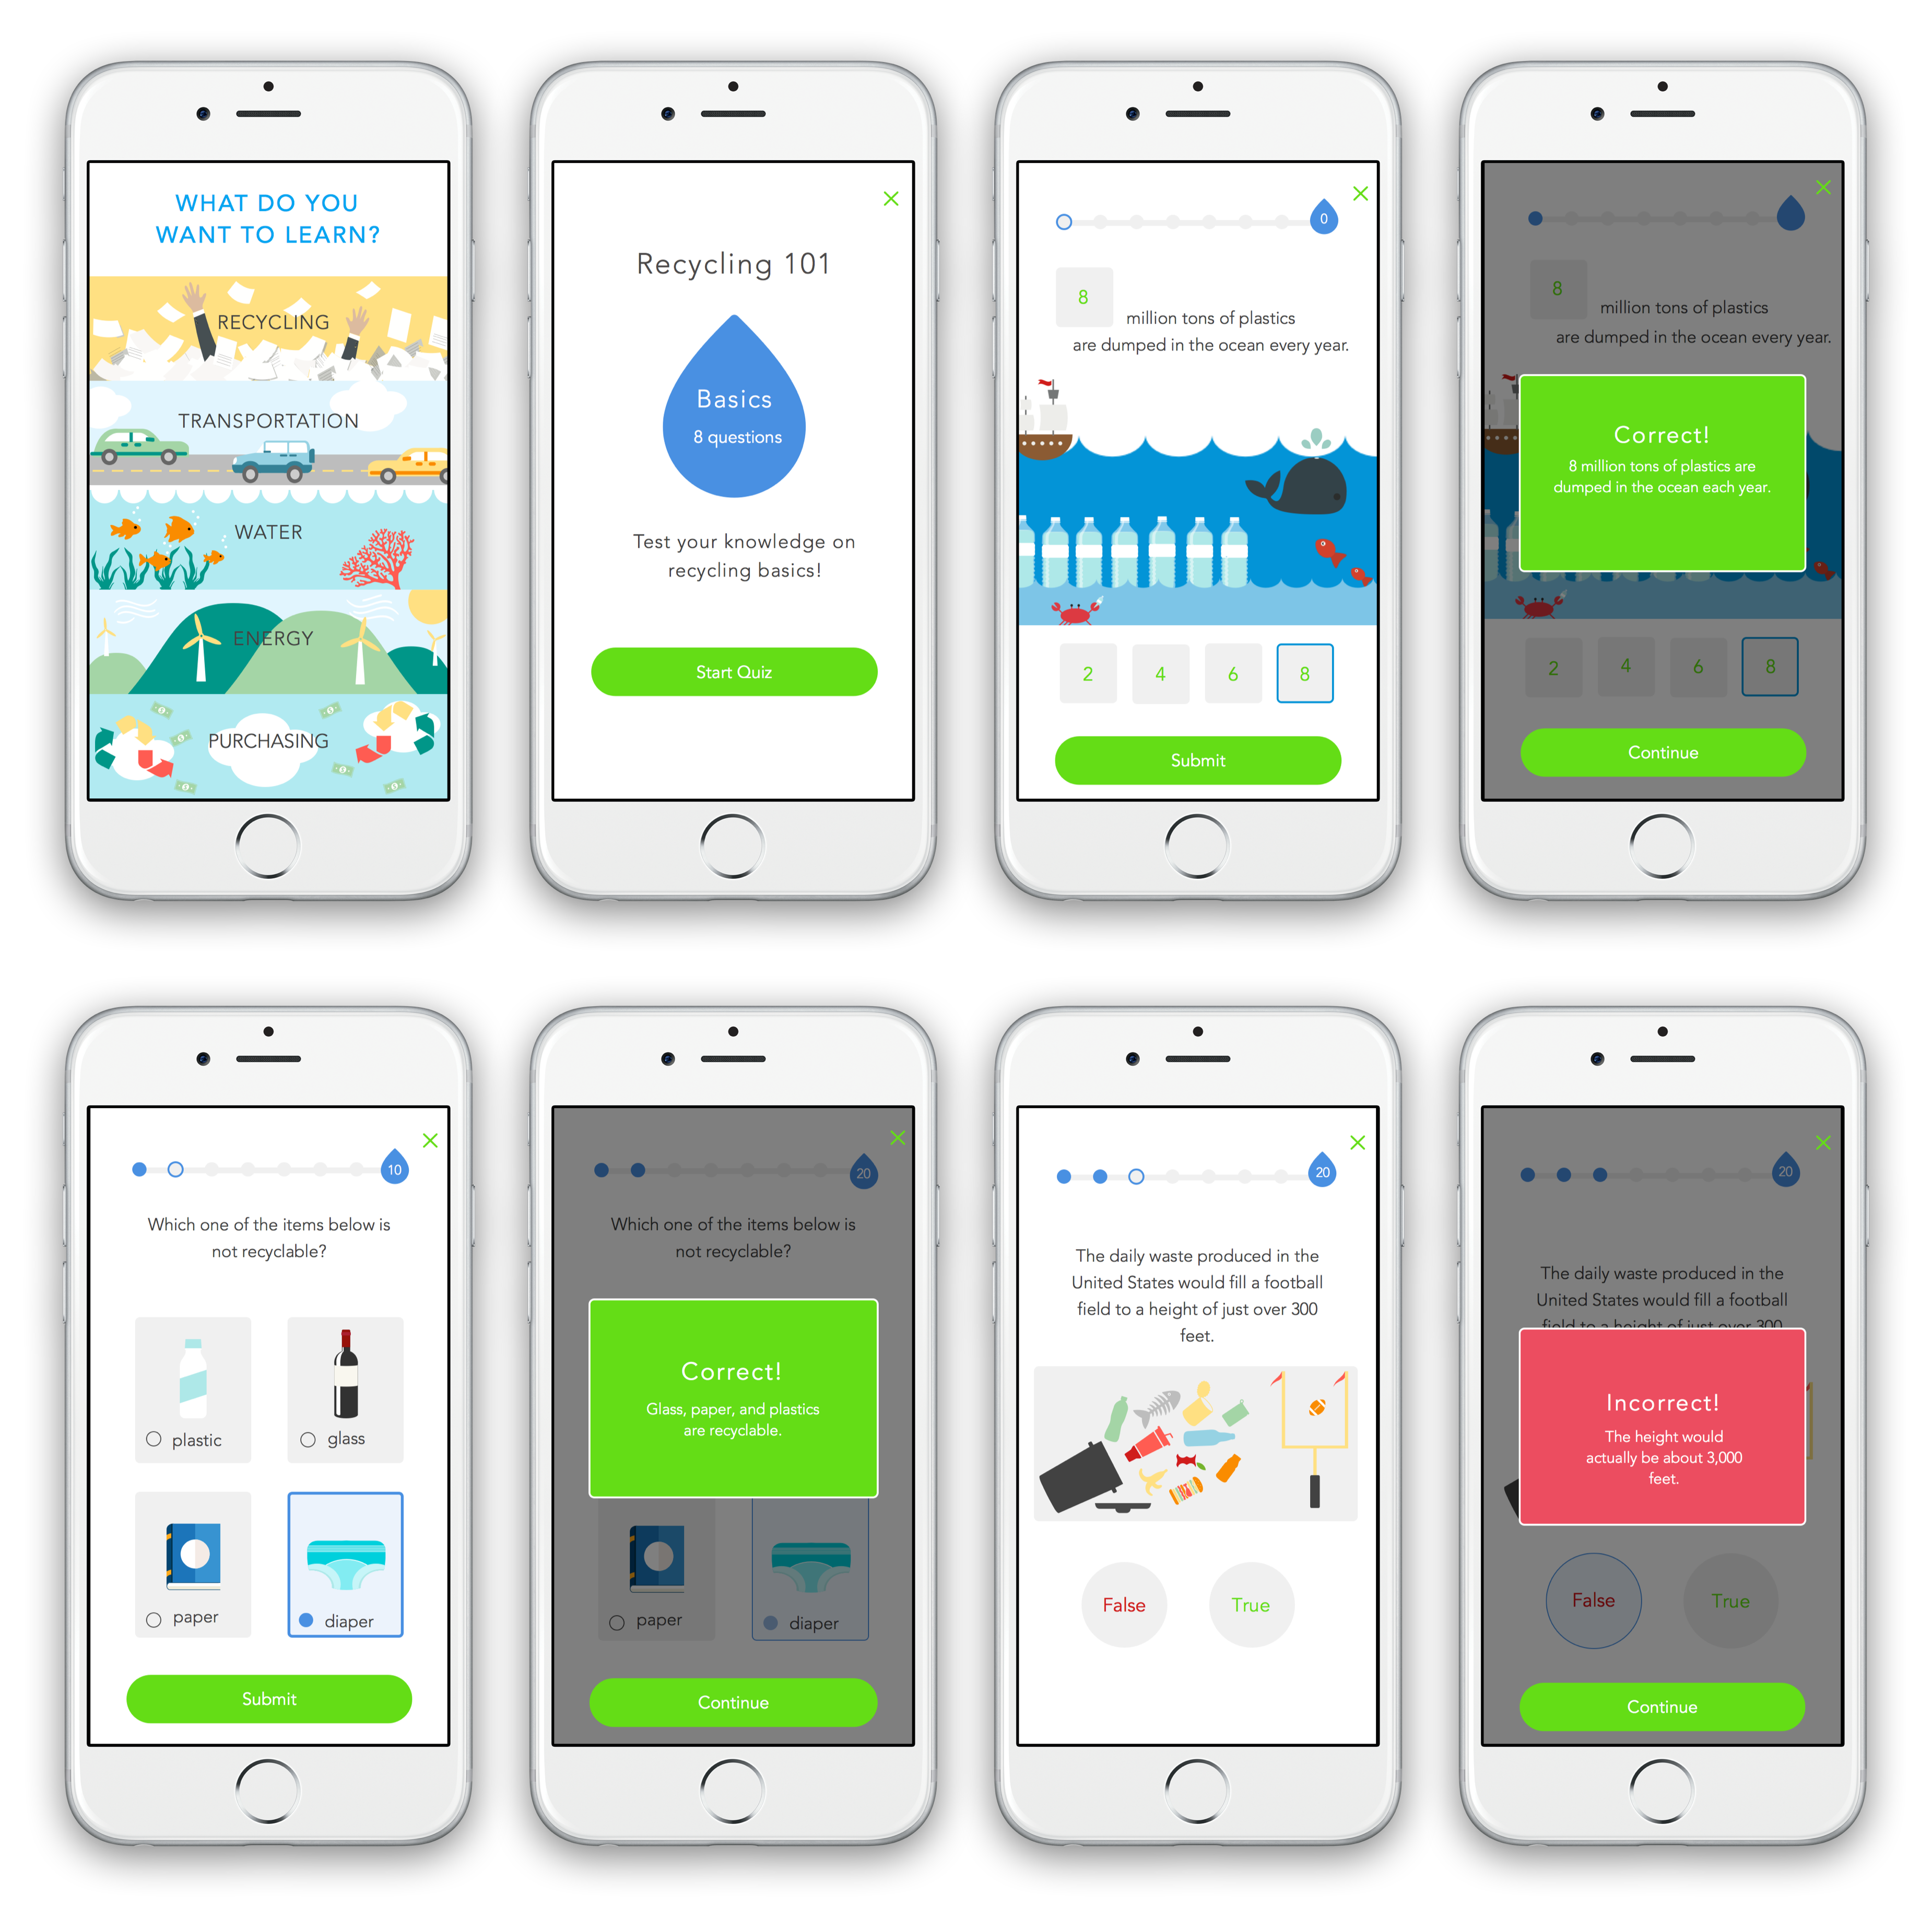 WHAT DO YOU
WANT TO LEARN?
RECYCLING
TRANSPORTATION
WATER
ENERGY
PURCHASING
Recycling 101
Basics
8 questions
Test your knowledge on
recycling basics!
Start Quiz
0
8
million tons of plastics
are dumped in the ocean every year.
2 4 6 8
Submit
8
million tons of plastics
are dumped in the ocean every year.
Correct!
8 million tons of plastics are
dumped in the ocean each year.
2 4 6 8
Continue
10
Which one of the items below is
not recyclable?
plastic glass
paper diaper
Submit
20
Which one of the items below is
not recyclable?
Correct!
Glass, paper, and plastics
are recyclable.
paper diaper
Continue
20
The daily waste produced in the
United States would fill a football
field to a height of just over 300
feet.
False True
20
The daily waste produced in the
United States would fill a football
field to a height of just over 300
Incorrect!
The height would
actually be about 3,000
feet.
False True
Continue